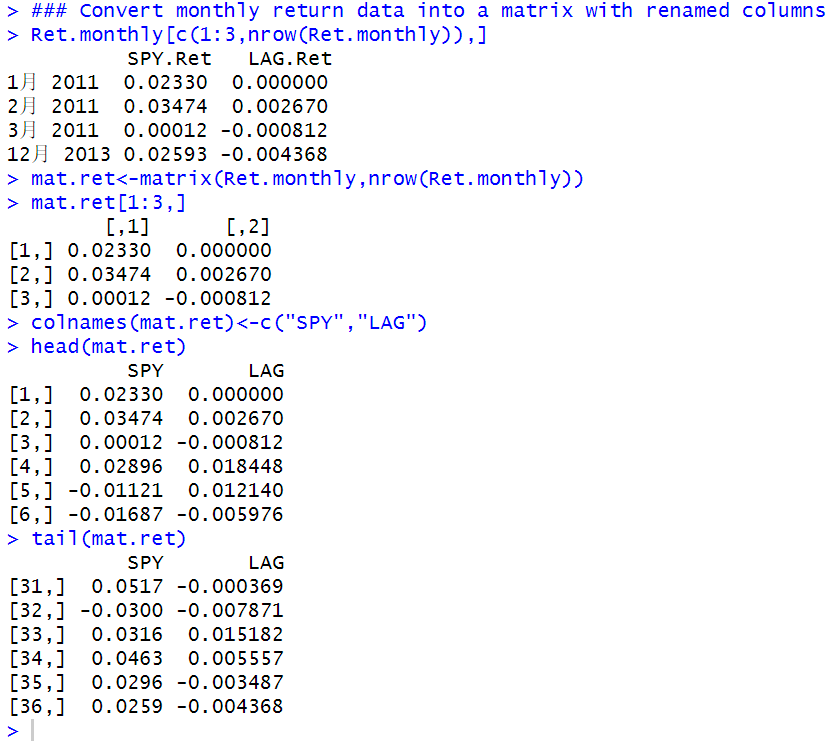 > ### Convert monthly return data into a matrix with renamed columns
> Ret.monthly[c(1:3,nrow(Ret.monthly)),]
SPY.Ret LAG.Ret
1月 2011 0.02330 0.000000
2月 2011 0.03474 0.002670
3月 2011 0.00012 -0.000812
12月 2013 0.02593 -0.004368
> mat.ret<-matrix(Ret.monthly,nrow(Ret.monthly))
> mat.ret[1:3,]
[,1] [,2]
[1,] 0.02330 0.000000
[2,] 0.03474 0.002670
[3,] 0.00012 -0.000812
> colnames(mat.ret)<-c("SPY","LAG")
> head(mat.ret)
SPY LAG
[1,] 0.02330 0.000000
[2,] 0.03474 0.002670
[3,] 0.00012 -0.000812
[4,] 0.02896 0.018448
[5,] -0.01121 0.012140
[6,] -0.01687 -0.005976
> tail(mat.ret)
SPY LAG
[31,] 0.0517 -0.000369
[32,] -0.0300 -0.007871
[33,] 0.0316 0.015182
[34,] 0.0463 0.005557
[35,] 0.0296 -0.003487
[36,] 0.0259 -0.004368
>